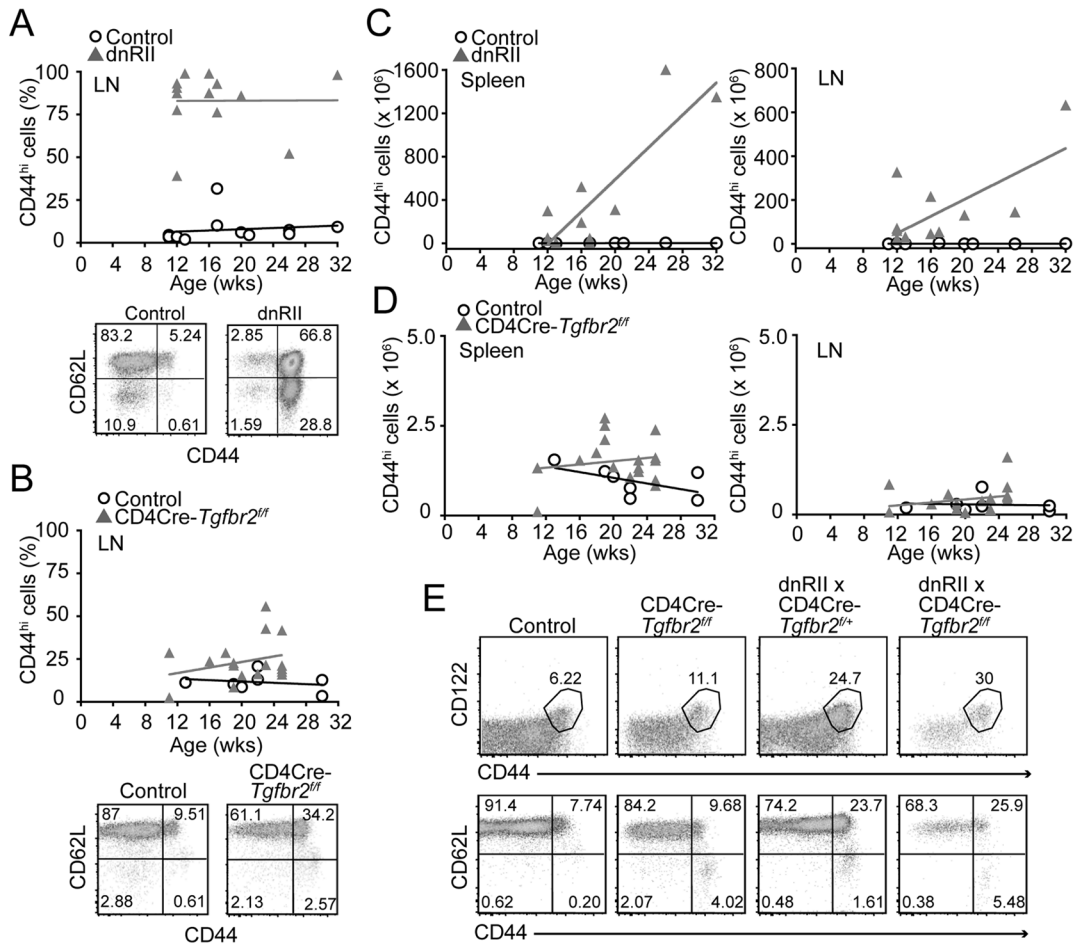 A
Control
dnRII
LN
CD44hi cells (%)
100
75
50
25
0
0 4 8 12 16 20 24 28 32
Age (wks)
Control dnRII
83.2 5.24
10.9 0.61
2.85 66.8
1.59 28.8
CD62L
CD44
B
Control
CD4Cre-Tgfbr2f/f
LN
CD44hi cells (%)
100
75
50
25
0
0 4 8 12 16 20 24 28 32
Age (wks)
Control
CD4Cre-
Tgfbr2f/f
87 9.51
2.88 0.61
61.1 34.2
2.13 2.57
CD62L
CD44
C
Control
dnRII
Spleen
CD44hi cells (x 106)
1600
1200
800
400
0
0 4 8 12 16 20 24 28 32
Age (wks)
LN
CD44hi cells (x 106)
800
600
400
200
0
0 4 8 12 16 20 24 28 32
Age (wks)
D
Control
CD4Cre-Tgfbr2f/f
Spleen
CD44hi cells (x 106)
5.0
2.5
0
0 4 8 12 16 20 24 28 32
Age (wks)
LN
CD44hi cells (x 106)
5.0
2.5
0
0 4 8 12 16 20 24 28 32
Age (wks)
E
Control
CD4Cre-
Tgfbr2f/f
dnRII x
CD4Cre-
Tgfbr2f/+
dnRII x
CD4Cre-
Tgfbr2f/f
CD122
6.22 11.1 24.7 30
CD44
CD62L
91.4 7.74
0.62 0.20
84.2 9.68
2.07 4.02
74.2 23.7
0.48 1.61
68.3 25.9
0.38 5.48
CD44